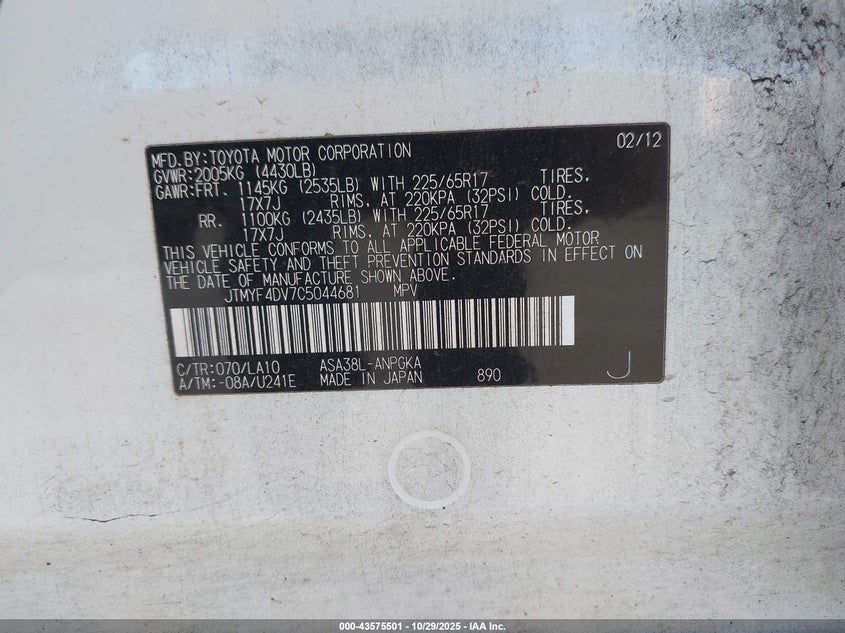 MFD.BY:TOYOTA MOTOR CORPORATION 02/12
GVWR:2005KG (4430LB)
GAWR:FRT. 1145KG (2535LB) WITH 225/65R17 TIRES.
17X7J RIMS, AT 220KPA (32PSI) COLD.
RR. 1100KG (2435LB) WITH 225/65R17 TIRES.
17X7J RIMS, AT 220KPA (32PSI) COLD.
THIS VEHICLE CONFORMS TO ALL APPLICABLE FEDERAL MOTOR
VEHICLE SAFETY AND THEFT PREVENTION STANDARDS IN EFFECT ON
THE DATE OF MANUFACTURE SHOWN ABOVE.
JTMYF4DV7C5044681 MPV
C/TR:070/LA10 ASA38L-ANPGKA
A/TM:-08A/U241E MADE IN JAPAN 890 J
000-43575501 | 10/29/2025 | IAA Inc.